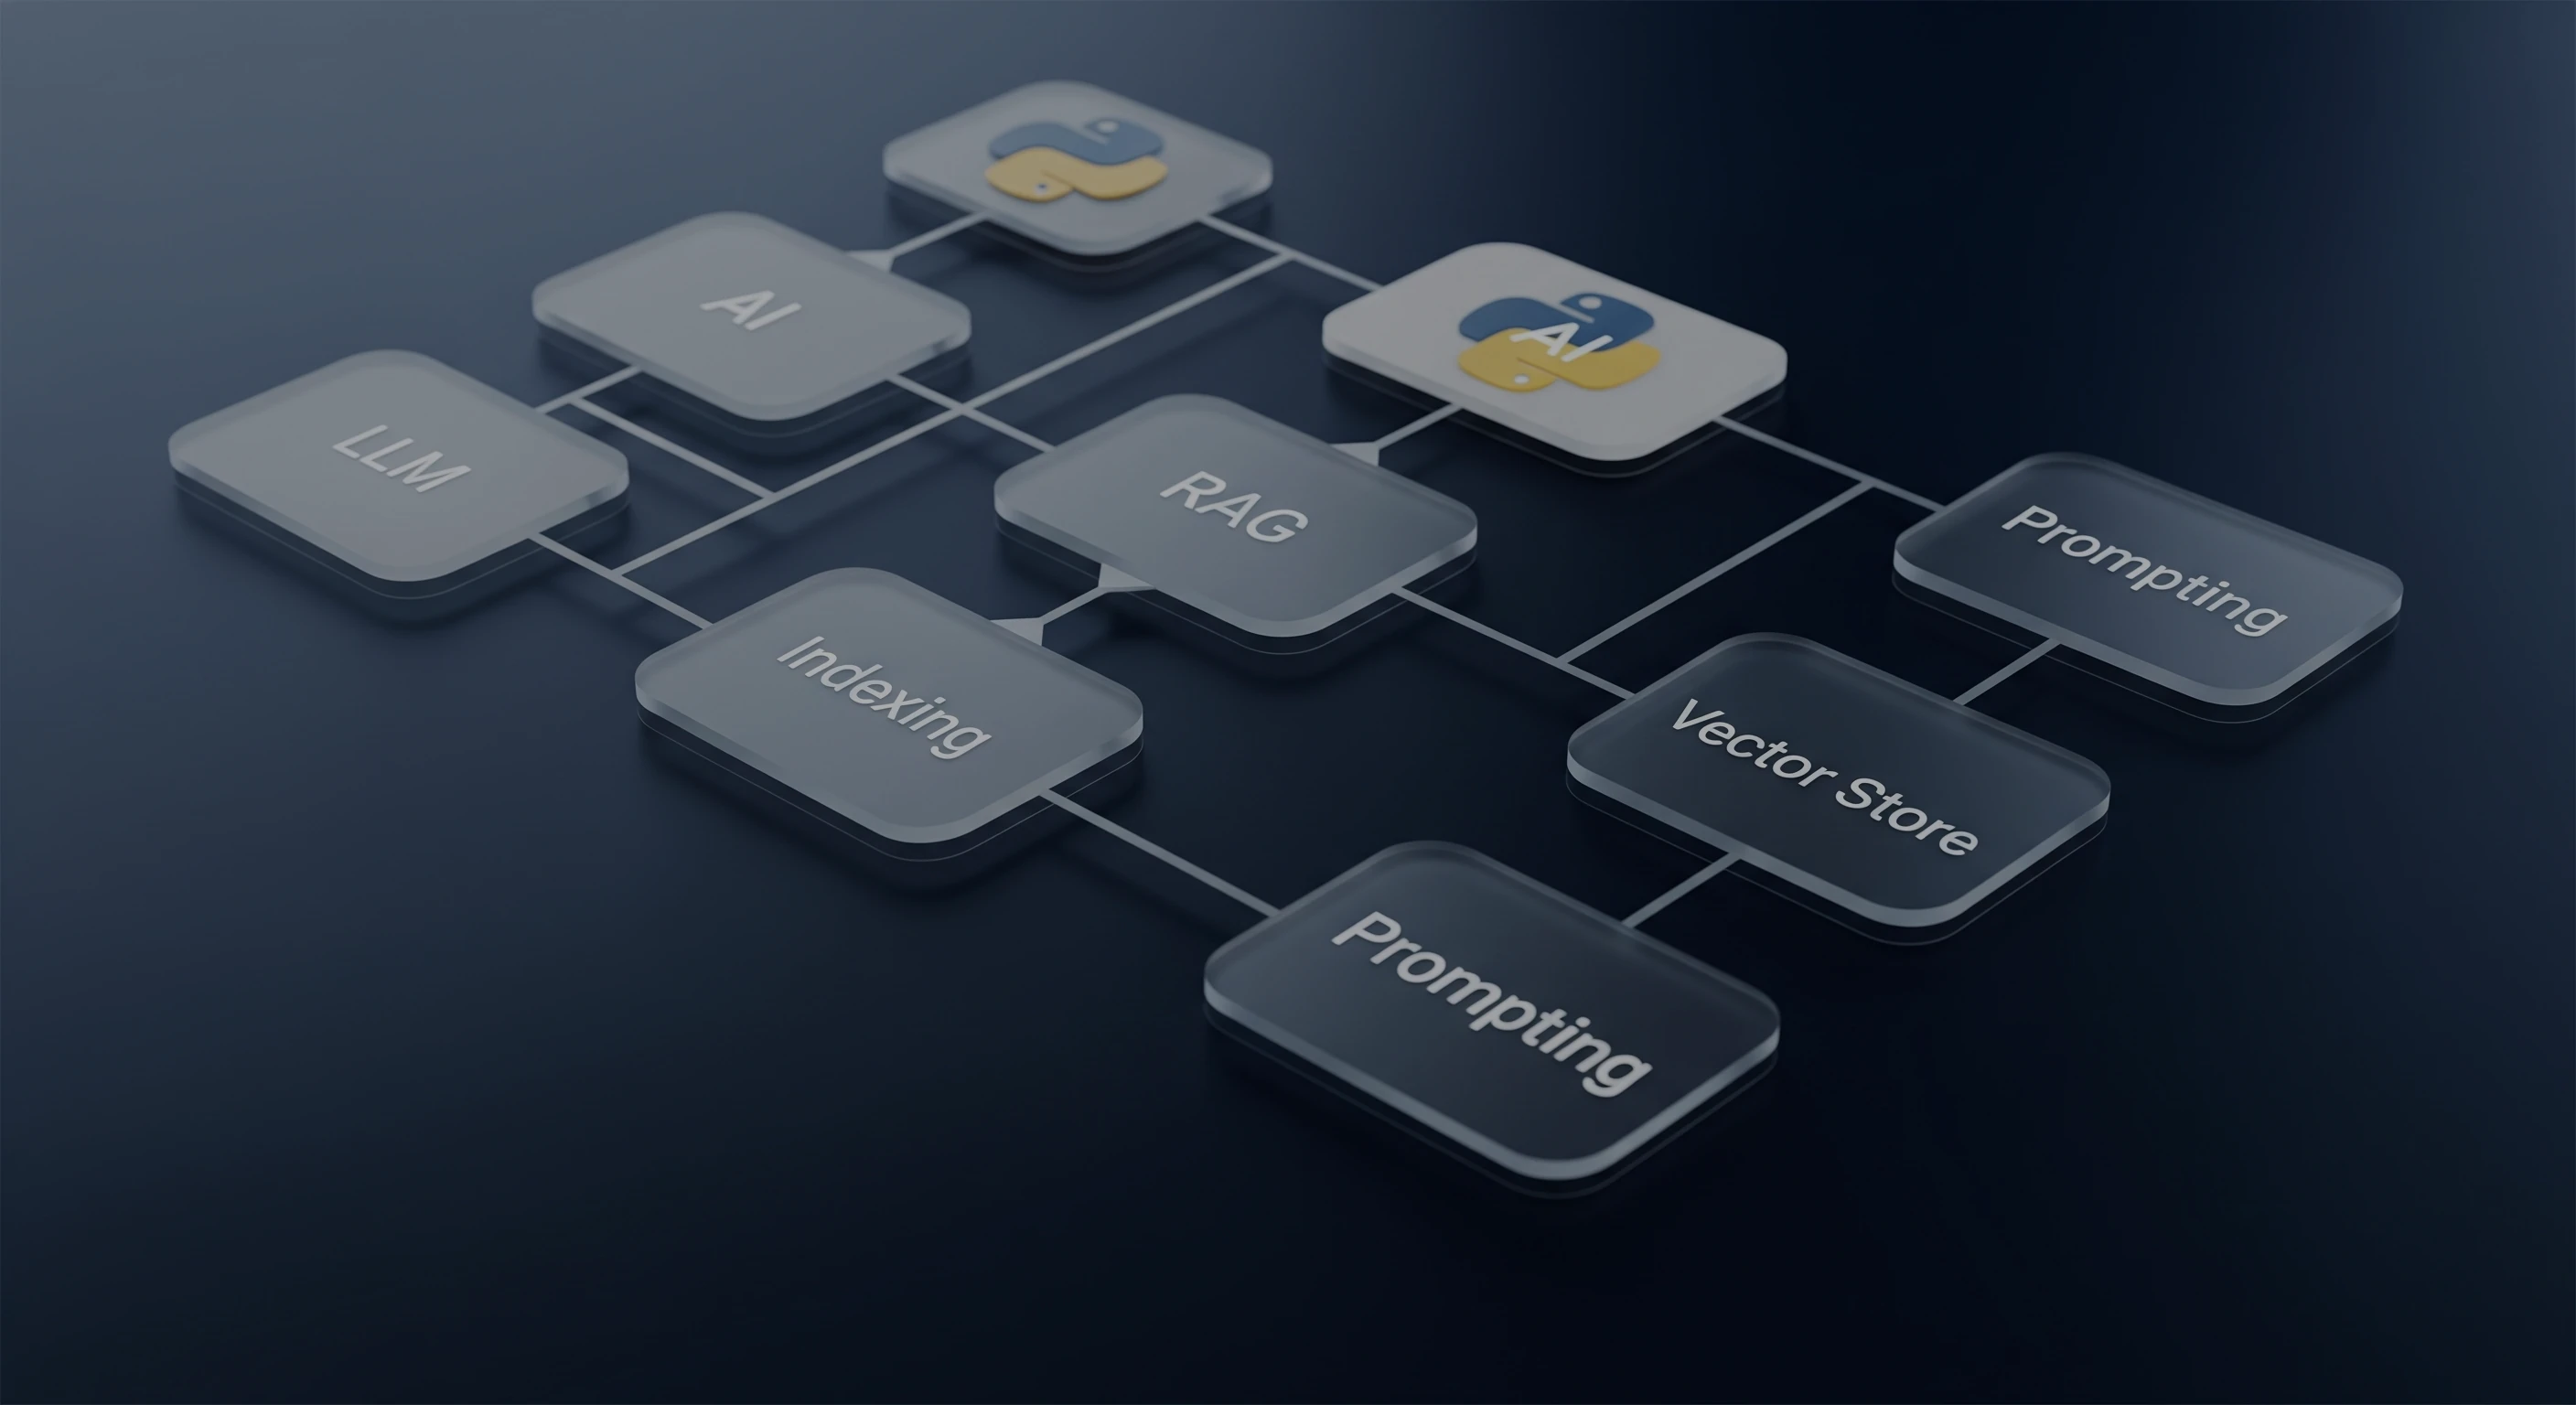 AI
AI
LLM
RAG
Prompting
Indexing
Vector Store
Prompting